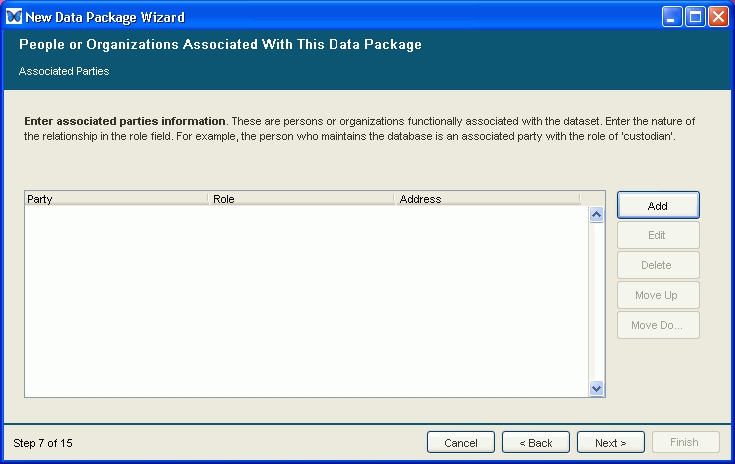 New Data Package Wizard
People or Organizations Associated With This Data Package
Associated Parties
Enter associated parties information. These are persons or organizations functionally associated with the dataset. Enter the nature of
the relationship in the role field. For example, the person who maintains the database is an associated party with the role of 'custodian'.
Party Role Address
Add
Edit
Delete
Move Up
Move Do...
Step 7 of 15
Cancel < Back Next > Finish